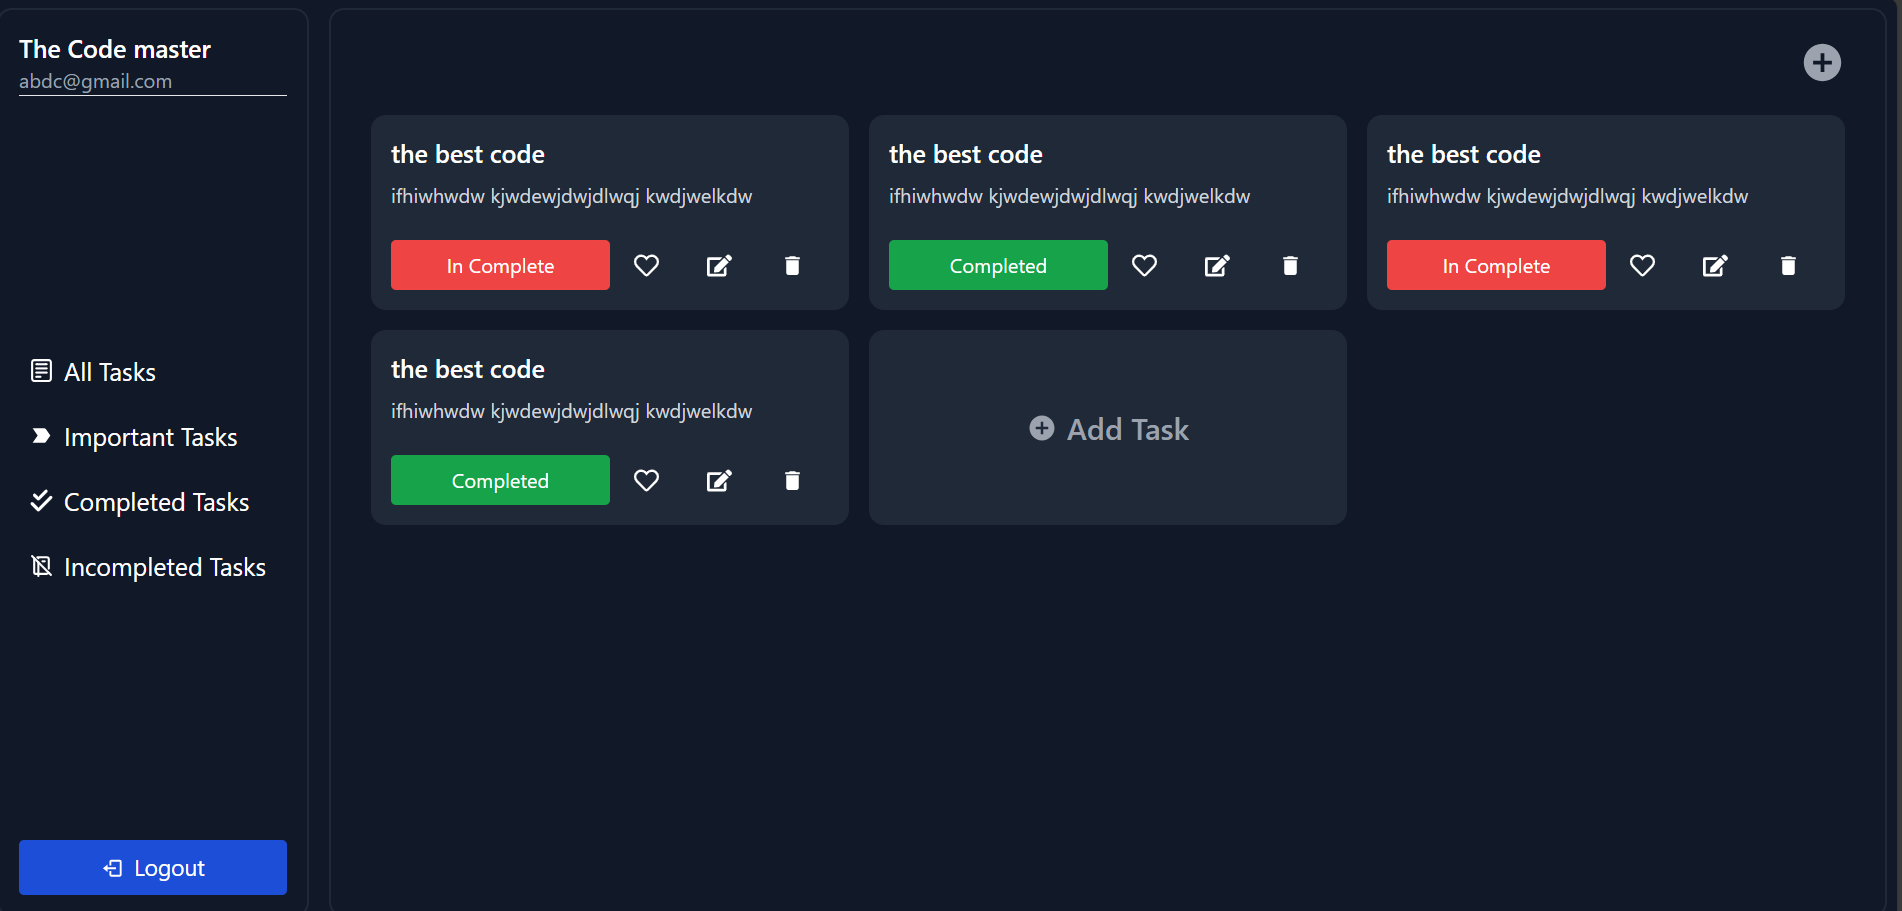 The Code master
abdc@gmail.com
All Tasks
Important Tasks
Completed Tasks
Incompleted Tasks
Logout
the best code
ifhiwhwdw kjwdewjdwjdlwqj kwdjwelkdw
In Complete
the best code
ifhiwhwdw kjwdewjdwjdlwqj kwdjwelkdw
Completed
the best code
ifhiwhwdw kjwdewjdwjdlwqj kwdjwelkdw
In Complete
the best code
ifhiwhwdw kjwdewjdwjdlwqj kwdjwelkdw
Completed
Add Task